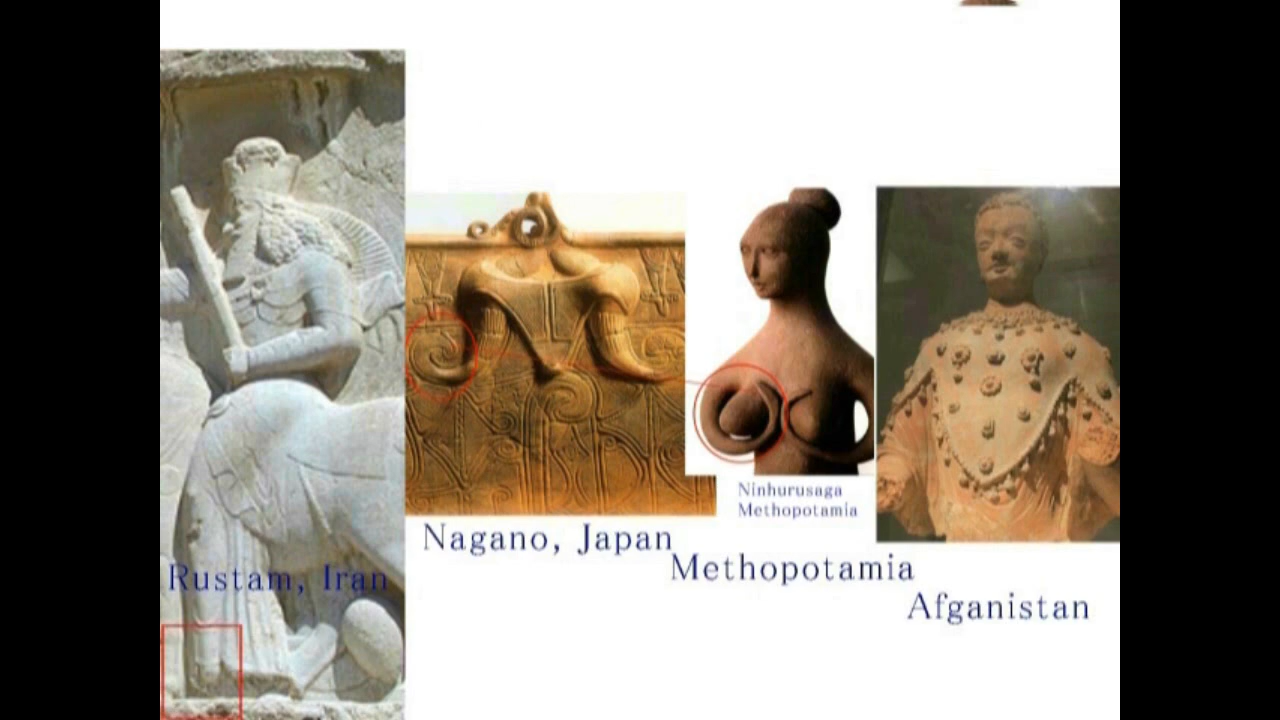 Ninhurusaga
Methopotamia
Nagano, Japan
Methopotamia
Rustam, Iran
Afganistan